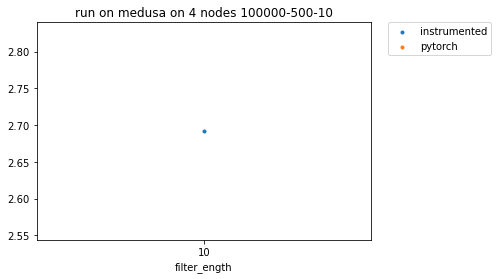 run on medusa on 4 nodes 100000-500-10
instrumented
pytorch
2.80
2.75
2.70
2.65
2.60
2.55
10
filter_ength